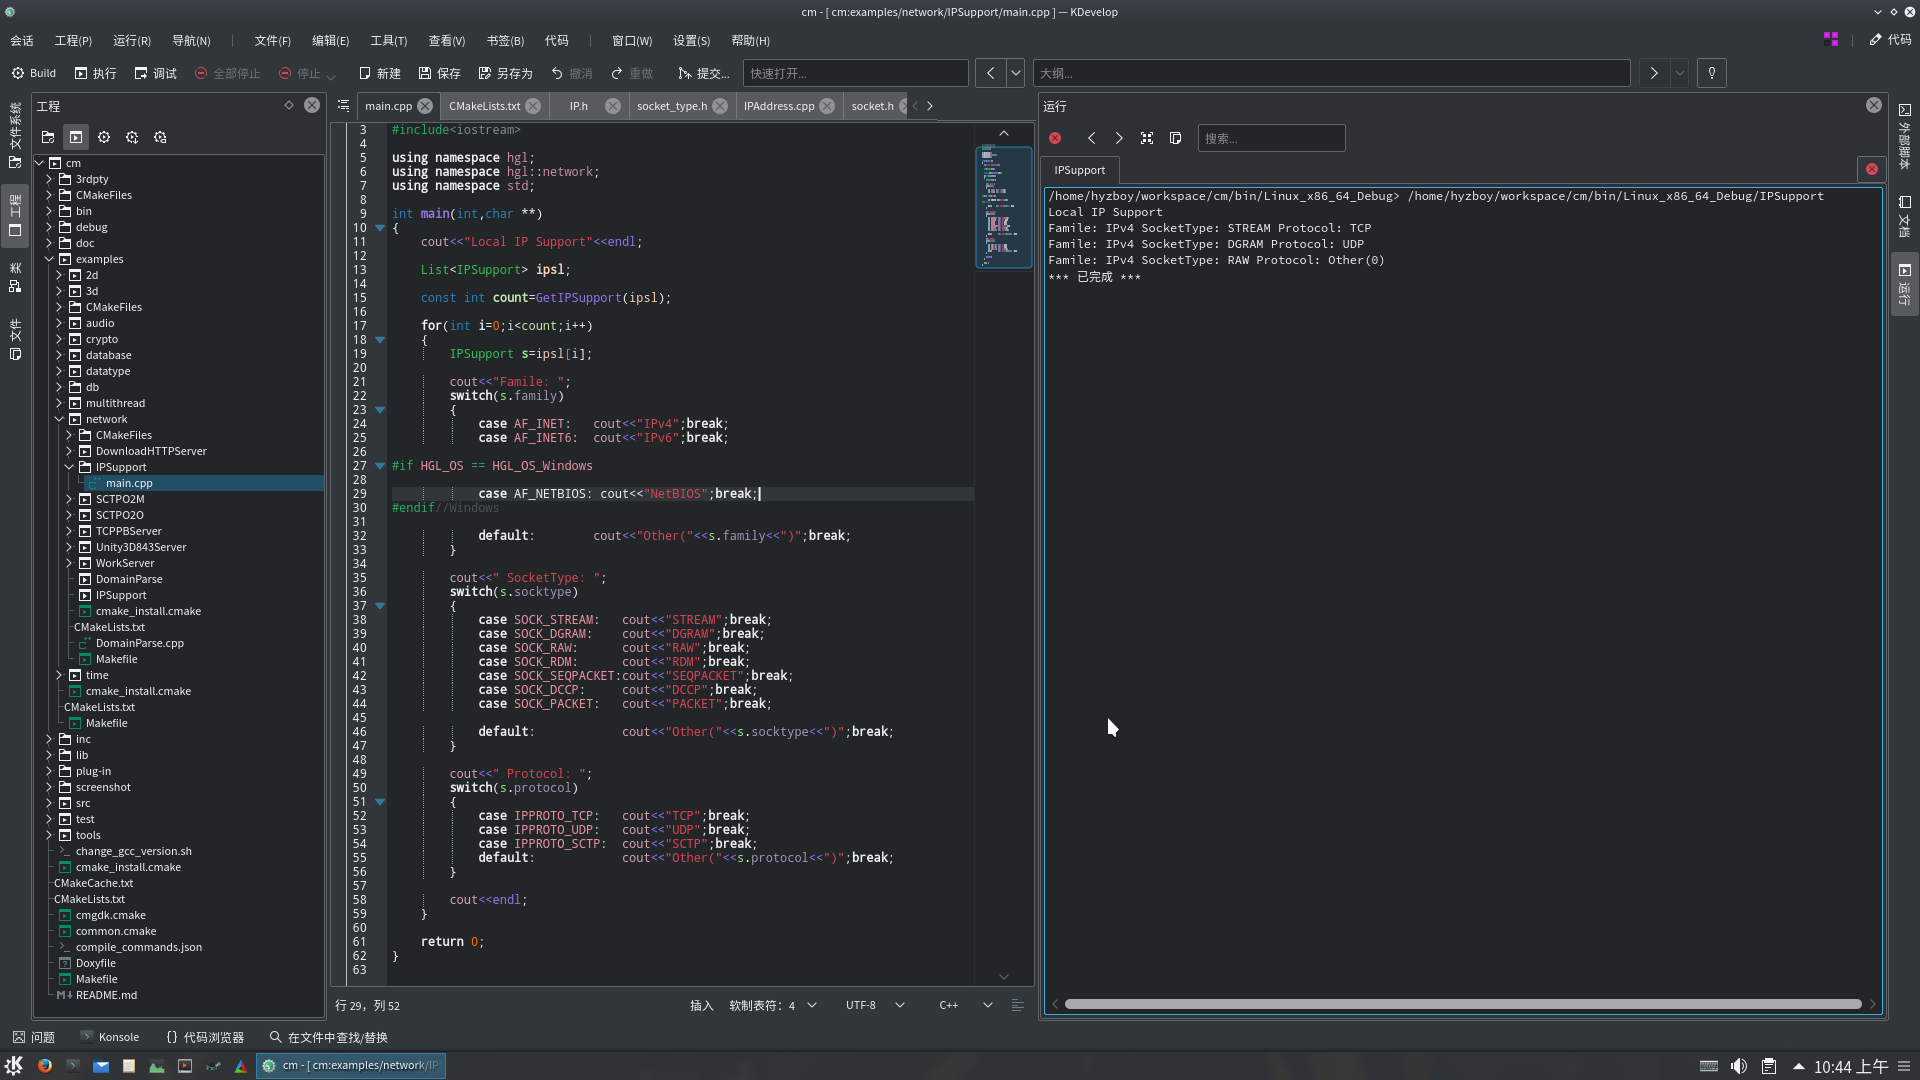 cm - [ cm:examples/network/IPSupport/main.cpp ] — KDevelop
会话 工程(P) 运行(R) 导航(N) 文件(F) 编辑(E) 工具(T) 查看(V) 书签(B) 代码 窗口(W) 设置(S) 帮助(H) 代码
Build 执行 调试 全部停止 停止 新建 保存 另存为 撤消 重做 提交... 快速打开... 大纲...
文件系统
工程
类
文件
工程
cm
3rdpty
CMakeFiles
bin
debug
doc
examples
2d
3d
CMakeFiles
audio
crypto
database
datatype
db
multithread
network
CMakeFiles
DownloadHTTPServer
IPSupport
main.cpp
SCTPO2M
SCTPO2O
TCPPBServer
Unity3D843Server
WorkServer
DomainParse
IPSupport
cmake_install.cmake
CMakeLists.txt
DomainParse.cpp
Makefile
time
cmake_install.cmake
CMakeLists.txt
Makefile
inc
lib
plug-in
screenshot
src
test
tools
change_gcc_version.sh
cmake_install.cmake
CMakeCache.txt
CMakeLists.txt
cmgdk.cmake
common.cmake
compile_commands.json
Doxyfile
Makefile
README.md
main.cpp CMakeLists.txt IP.h socket_type.h IPAddress.cpp socket.h
3 #include<iostream>
4
5 using namespace hgl;
6 using namespace hgl::network;
7 using namespace std;
8
9 int main(int,char **)
10 {
11     cout<<"Local IP Support"<<endl;
12
13     List<IPSupport> ipsl;
14
15     const int count=GetIPSupport(ipsl);
16
17     for(int i=0;i<count;i++)
18     {
19         IPSupport s=ipsl[i];
20
21         cout<<"Famile: ";
22         switch(s.family)
23         {
24             case AF_INET:   cout<<"IPv4";break;
25             case AF_INET6:  cout<<"IPv6";break;
26
27 #if HGL_OS == HGL_OS_Windows
28
29             case AF_NETBIOS: cout<<"NetBIOS";break;
30 #endif//Windows
31
32             default:        cout<<"Other("<<s.family<<")";break;
33         }
34
35         cout<<" SocketType: ";
36         switch(s.socktype)
37         {
38             case SOCK_STREAM:   cout<<"STREAM";break;
39             case SOCK_DGRAM:    cout<<"DGRAM";break;
40             case SOCK_RAW:      cout<<"RAW";break;
41             case SOCK_RDM:      cout<<"RDM";break;
42             case SOCK_SEQPACKET:cout<<"SEQPACKET";break;
43             case SOCK_DCCP:     cout<<"DCCP";break;
44             case SOCK_PACKET:   cout<<"PACKET";break;
45
46             default:            cout<<"Other("<<s.socktype<<")";break;
47         }
48
49         cout<<" Protocol: ";
50         switch(s.protocol)
51         {
52             case IPPROTO_TCP:   cout<<"TCP";break;
53             case IPPROTO_UDP:   cout<<"UDP";break;
54             case IPPROTO_SCTP:  cout<<"SCTP";break;
55             default:            cout<<"Other("<<s.protocol<<")";break;
56         }
57
58         cout<<endl;
59     }
60
61     return 0;
62 }
63
行 29，列 52 插入 软制表符：4 UTF-8 C++
运行
搜索...
IPSupport
/home/hyzboy/workspace/cm/bin/Linux_x86_64_Debug> /home/hyzboy/workspace/cm/bin/Linux_x86_64_Debug/IPSupport
Local IP Support
Famile: IPv4 SocketType: STREAM Protocol: TCP
Famile: IPv4 SocketType: DGRAM Protocol: UDP
Famile: IPv4 SocketType: RAW Protocol: Other(0)
*** 已完成 ***
外部脚本
文档
运行
问题 Konsole {} 代码浏览器 在文件中查找/替换
cm - [ cm:examples/network/IP
10:44 上午